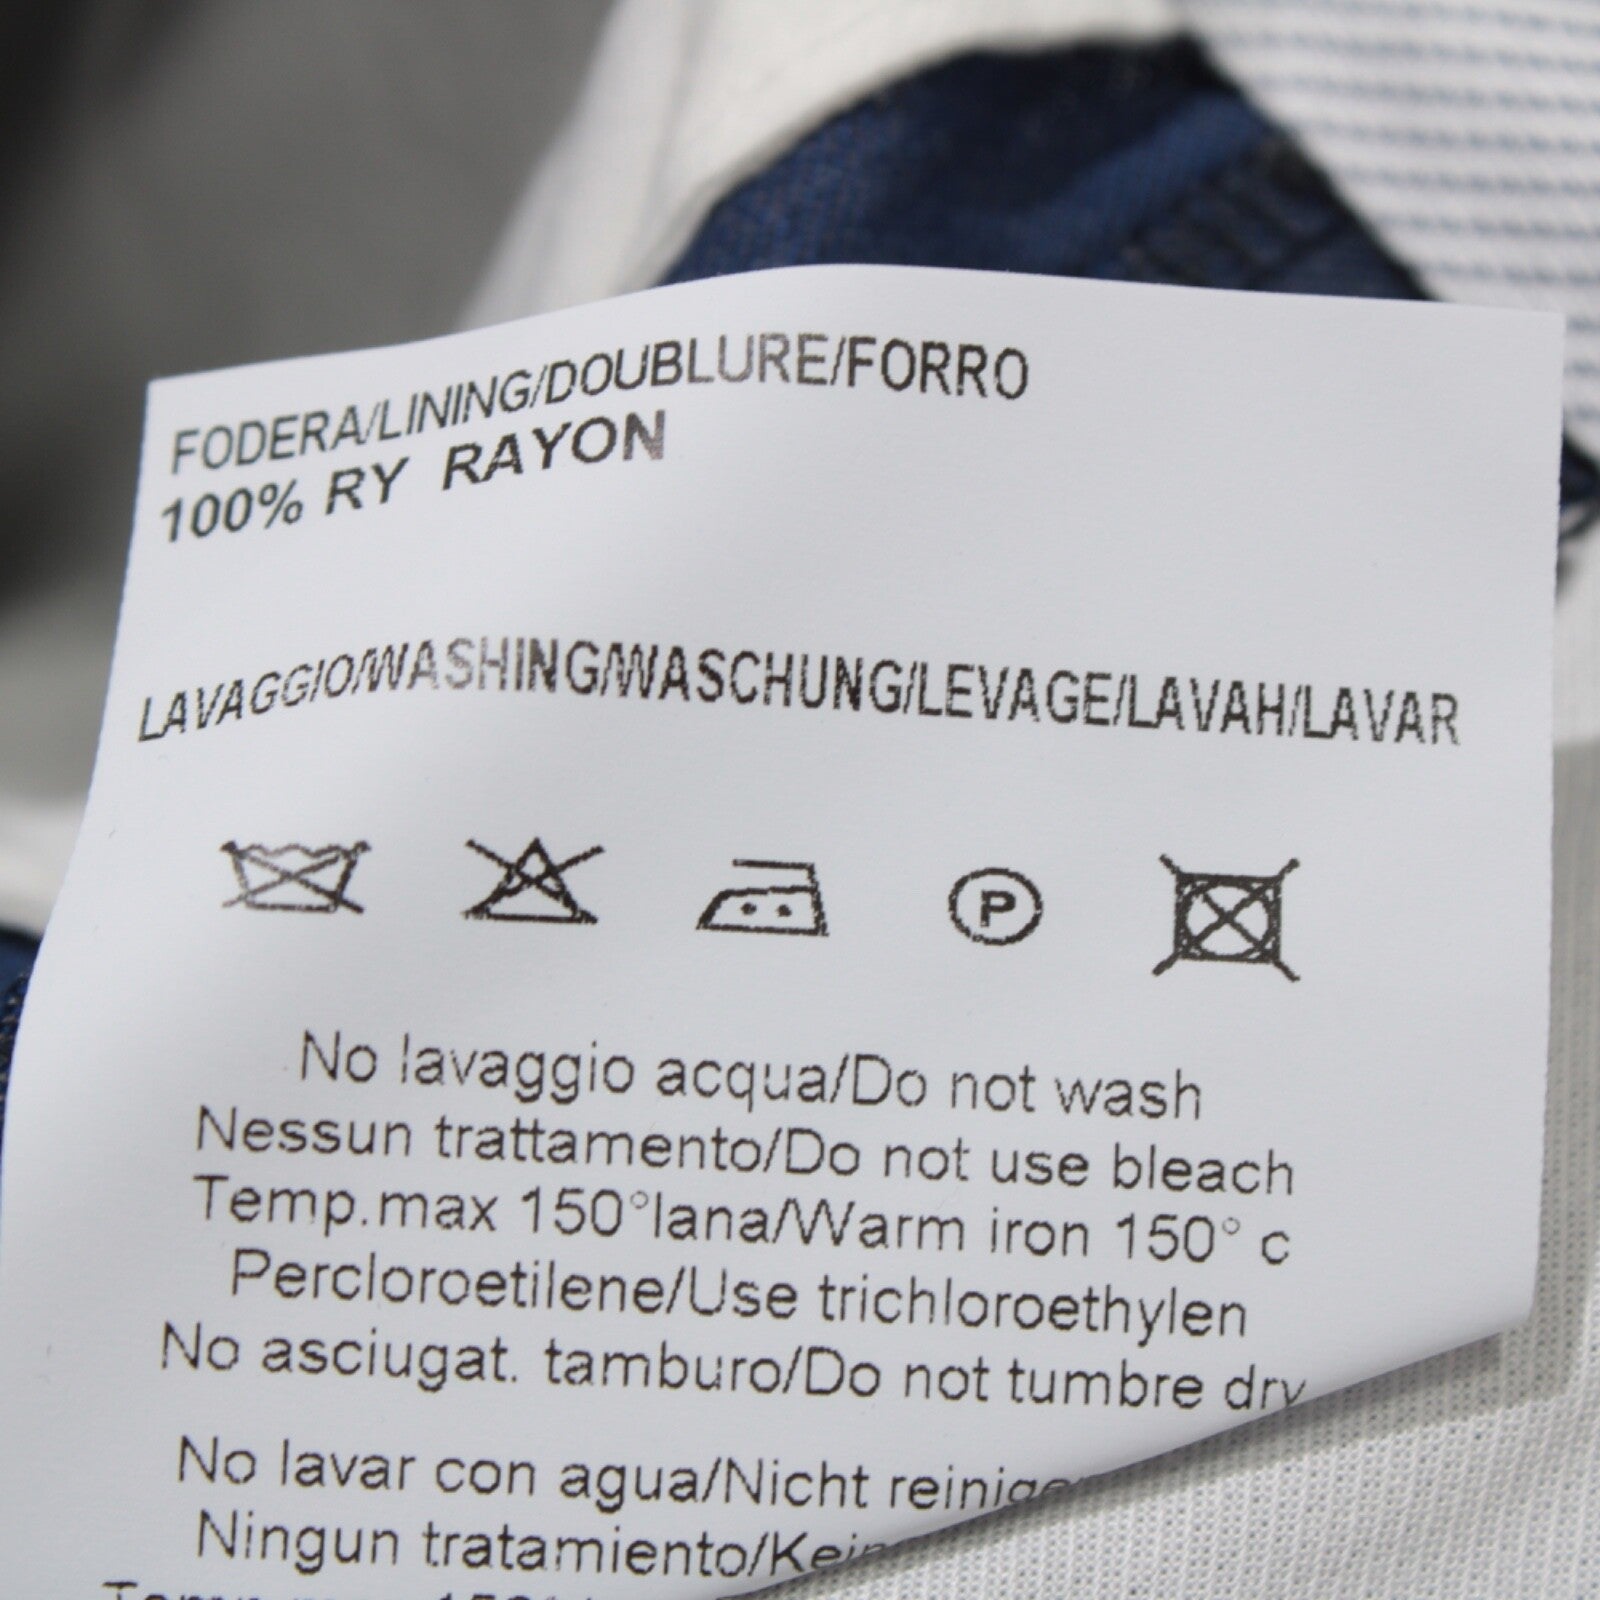 FODERA/LINING/DOUBLURE/FORRO
100% RY RAYON
LAVAGGIO/WASHING/WASCHUNG/LEVAGE/LAVAH/LAVAR
P
No lavaggio acqua/Do not wash
Nessun trattamento/Do not use bleach
Temp.max 150°lana/Warm iron 150° c
Percloroetilene/Use trichloroethylen
No asciugat. tamburo/Do not tumbre dry
No lavar con agua/Nicht
Ningun tratamiento/